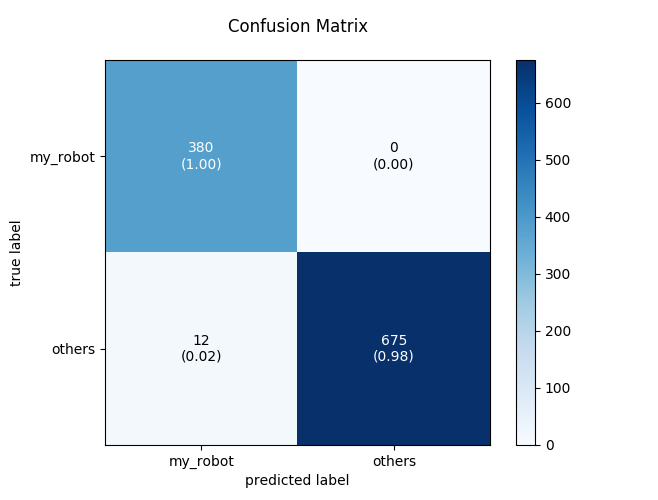 Confusion Matrix
true label
my_robot
380
(1.00)
0
(0.00)
others
12
(0.02)
675
(0.98)
my_robot
others
predicted label
600
500
400
300
200
100
0